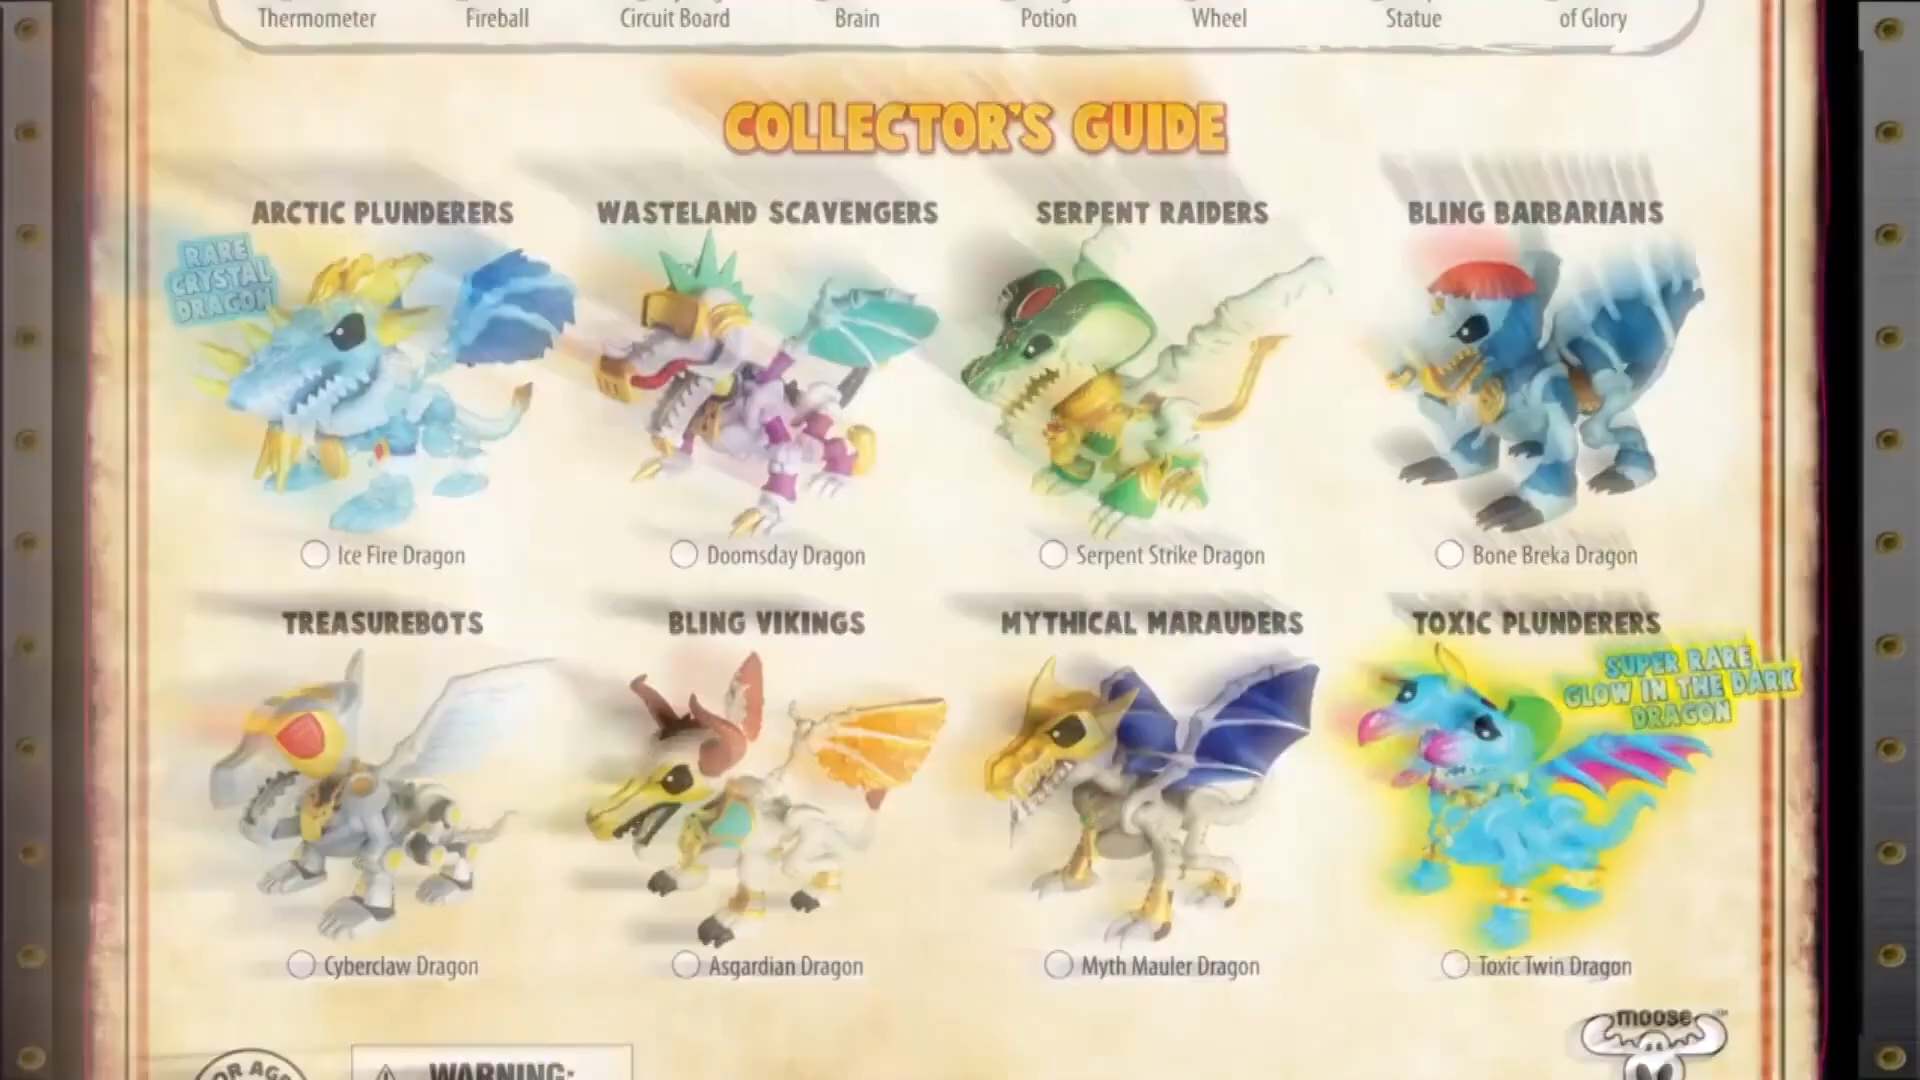 Thermometer Fireball Circuit Board Brain Potion Wheel Statue of Glory
COLLECTOR'S GUIDE
ARCTIC PLUNDERERS WASTELAND SCAVENGERS SERPENT RAIDERS BLING BARBARIANS
RARE
CRYSTAL
DRAGON
Ice Fire Dragon Doomsday Dragon Serpent Strike Dragon Bone Breka Dragon
TREASUREBOTS BLING VIKINGS MYTHICAL MARAUDERS TOXIC PLUNDERERS
SUPER RARE
GLOW IN THE DARK
DRAGON
Cyberclaw Dragon Asgardian Dragon Myth Mauler Dragon Toxic Twin Dragon
moose
WARNING: